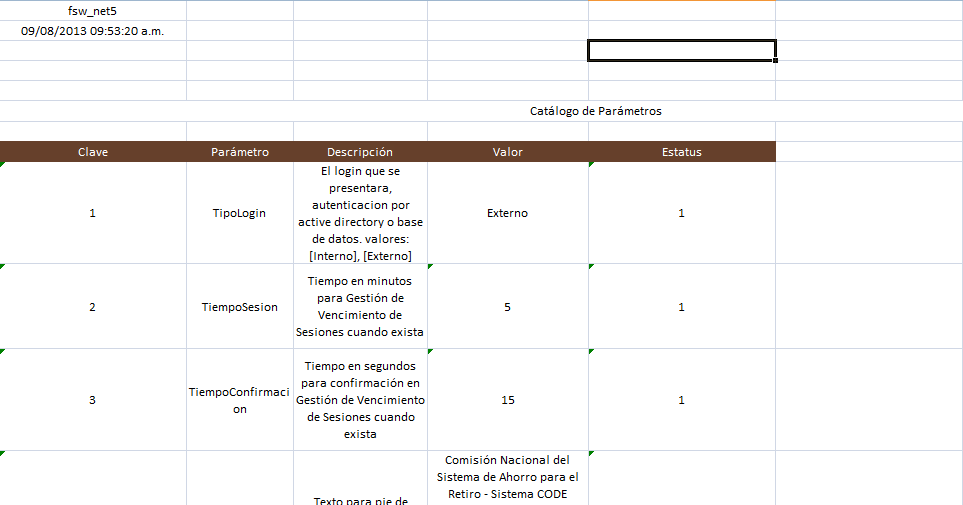 fsw_net5
09/08/2013 09:53:20 a.m.
Catálogo de Parámetros
Clave Parámetro Descripción Valor Estatus
1 TipoLogin
El login que se
presentara,
autenticacion por
active directory o base
de datos. valores:
[Interno], [Externo]
Externo 1
2 TiempoSesion
Tiempo en minutos
para Gestión de
Vencimiento de
Sesiones cuando exista
5 1
3
TiempoConfirmaci
on
Tiempo en segundos
para confirmación en
Gestión de Vencimiento
de Sesiones cuando
exista
15 1
Texto para pie de
Comisión Nacional del
Sistema de Ahorro para el
Retiro - Sistema CODE